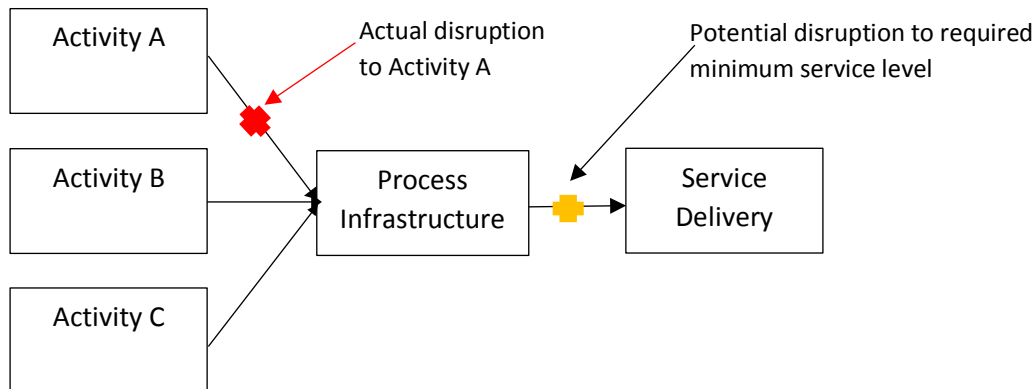 Activity A
Actual disruption
to Activity A
Potential disruption to required
minimum service level
Activity B
Process
Infrastructure
Service
Delivery
Activity C